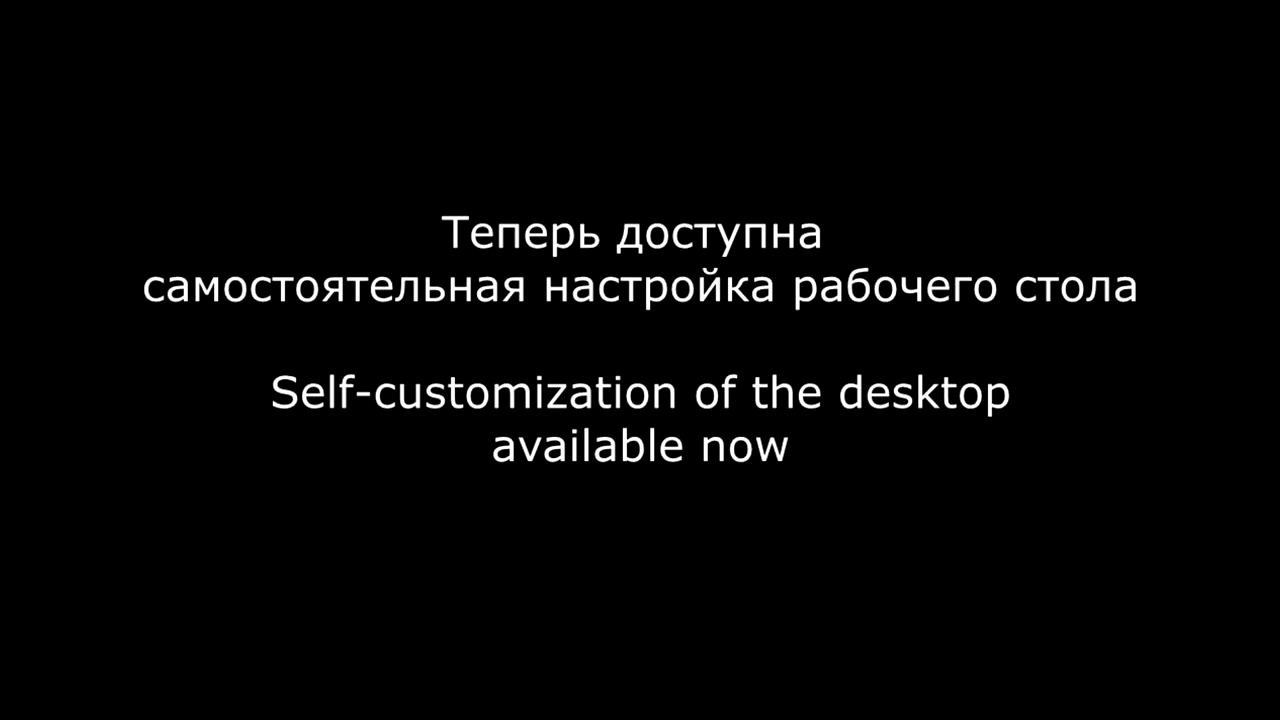 Теперь доступна
самостоятельная настройка рабочего стола
Self-customization of the desktop
available now